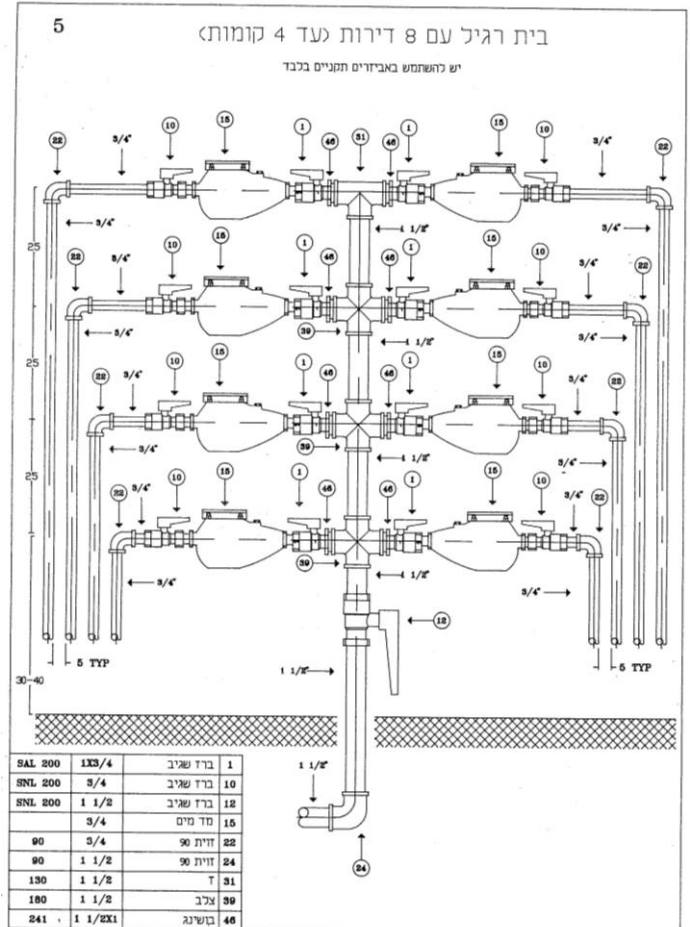 5
בית רגיל עם 8 דירות (עד 4 קומות)
יש להשתמש באביזרים תקניים בלבד
22 3/4" 10 15 1 46 31 46 1 15 10 3/4" 22
3/4" 1 1/2" 3/4"
25
22 3/4" 10 15 1 46 46 1 15 10 3/4" 22
3/4" 39 1 1/2" 3/4"
25
22 3/4" 10 15 1 46 46 1 15 10 3/4" 22
3/4" 39 1 1/2" 3/4"
25
22 3/4" 10 15 1 46 46 1 15 10 3/4" 22
3/4" 39 1 1/2" 3/4"
12
5 TYP 1 1/2" 5 TYP
30-40
1 1/2"
24
SAL 200 1X3/4 ברז שגיב 1
SNL 200 3/4 ברז שגיב 10
SNL 200 1 1/2 ברז שגיב 12
3/4 מד מים 15
90 3/4 זוית 90 22
90 1 1/2 זוית 90 24
130 1 1/2 T 31
180 1 1/2 צלב 39
241 1 1/2X1 בושינג 46